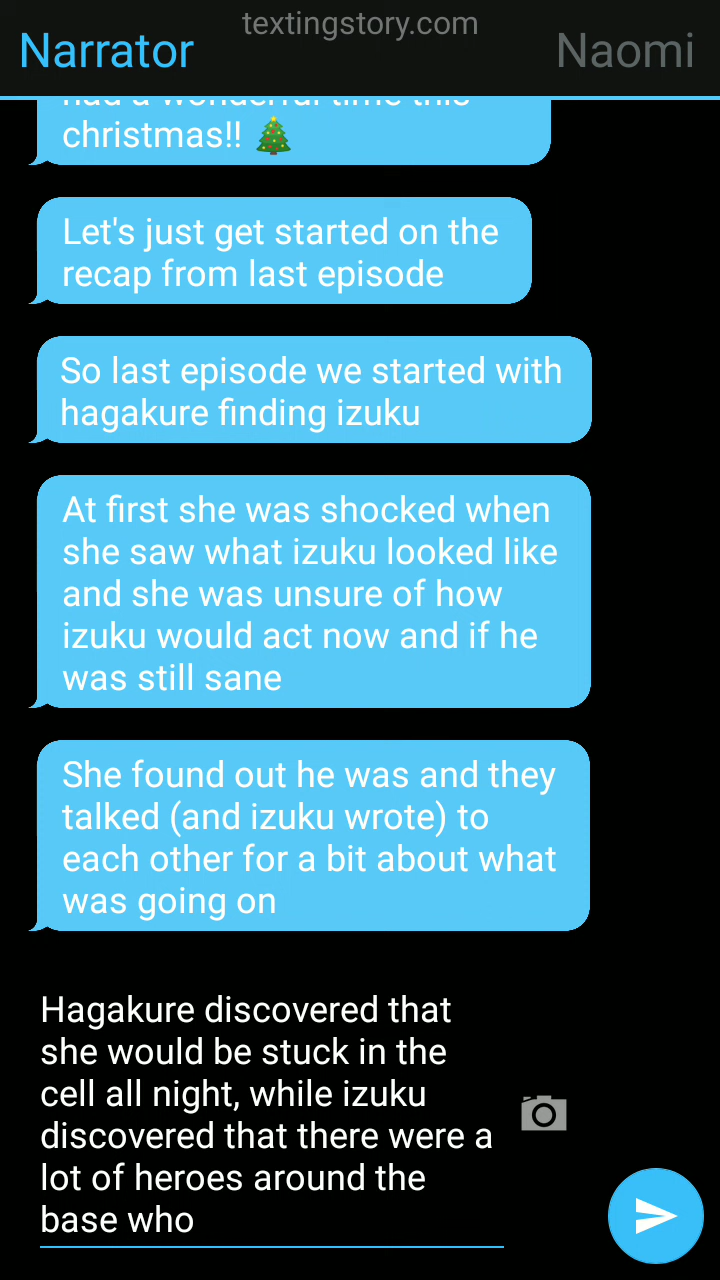 textingstory.com
Narrator
Naomi
had a wonderful time this
christmas!! 🎄
Let's just get started on the
recap from last episode
So last episode we started with
hagakure finding izuku
At first she was shocked when
she saw what izuku looked like
and she was unsure of how
izuku would act now and if he
was still sane
She found out he was and they
talked (and izuku wrote) to
each other for a bit about what
was going on
Hagakure discovered that
she would be stuck in the
cell all night, while izuku
discovered that there were a
lot of heroes around the
base who